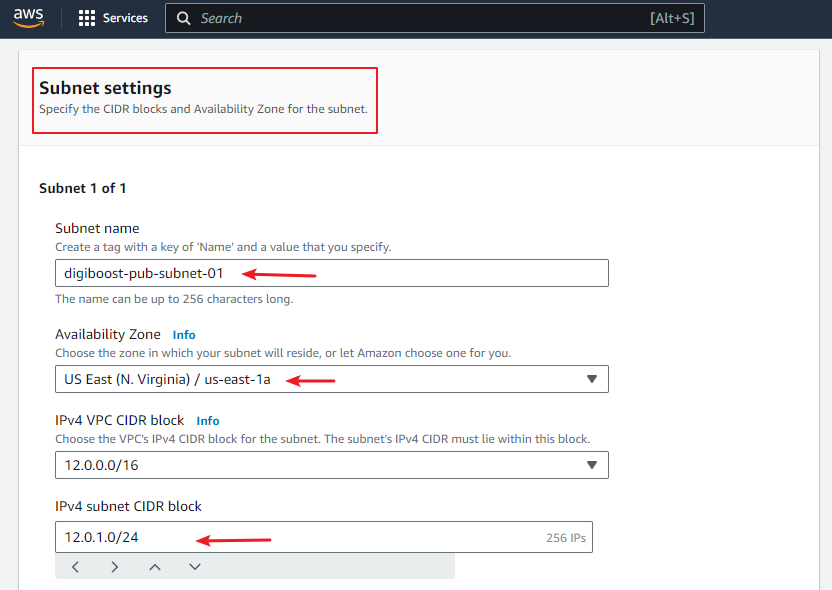 aws
Services
Search
[Alt+S]
Subnet settings
Specify the CIDR blocks and Availability Zone for the subnet.
Subnet 1 of 1
Subnet name
Create a tag with a key of 'Name' and a value that you specify.
digiboost-pub-subnet-01
The name can be up to 256 characters long.
Availability Zone Info
Choose the zone in which your subnet will reside, or let Amazon choose one for you.
US East (N. Virginia) / us-east-1a
IPv4 VPC CIDR block Info
Choose the VPC's IPv4 CIDR block for the subnet. The subnet's IPv4 CIDR must lie within this block.
12.0.0.0/16
IPv4 subnet CIDR block
12.0.1.0/24
256 IPs